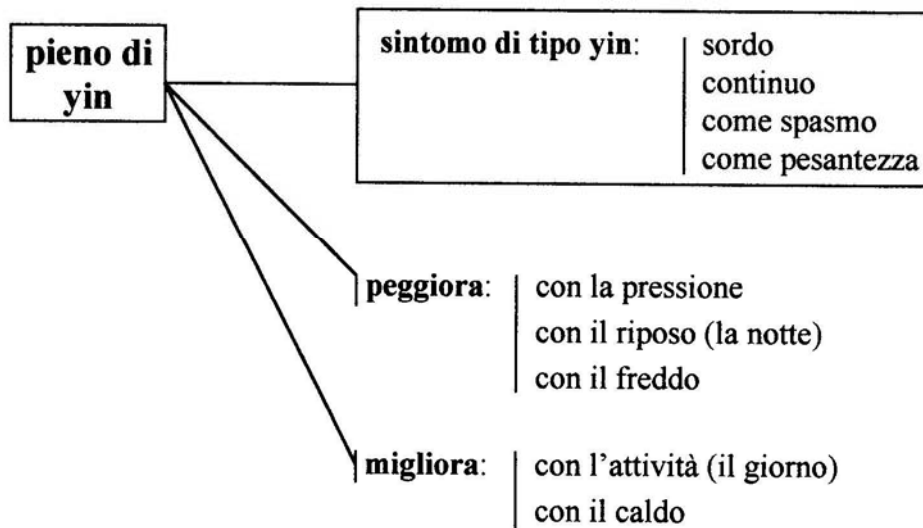 pieno di
yin
sintomo di tipo yin: sordo
continuo
come spasmo
come pesantezza
peggiora: con la pressione
con il riposo (la notte)
con il freddo
migliora: con l'attività (il giorno)
con il caldo